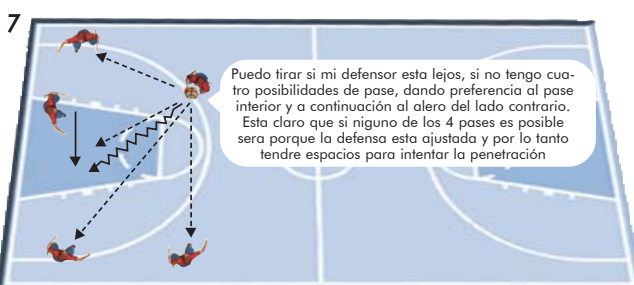 7
Puedo tirar si mi defensor esta lejos, si no tengo cua-
tro posibilidades de pase, dando preferencia al pase
interior y a continuación al alero del lado contrario.
Esta claro que si niguno de los 4 pases es posible
sera porque la defensa esta ajustada y por lo tanto
tendre espacios para intentar la penetración